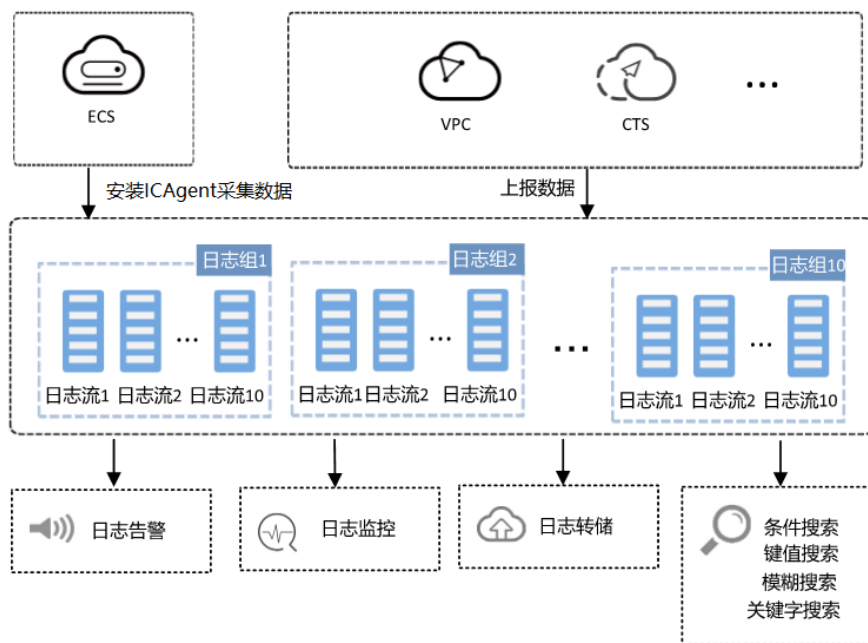 ECS
VPC
CTS
...
安装ICAgent采集数据
上报数据
日志组1
日志组2
日志组10
日志流1 日志流2 ... 日志流10
日志流1 日志流2 ... 日志流10
...
日志流1 日志流2 ... 日志流10
日志告警
日志监控
日志转储
条件搜索
键值搜索
模糊搜索
关键字搜索